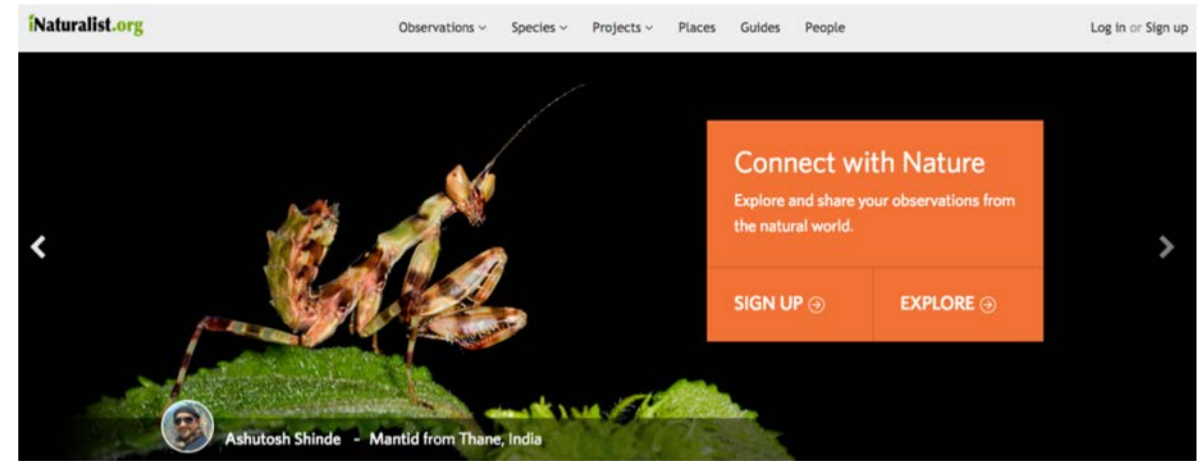 iNaturalist.org
Observations Species Projects Places Guides People
Log in or Sign up
Connect with Nature
Explore and share your observations from
the natural world.
SIGN UP
EXPLORE
Ashutosh Shinde - Mantid from Thane, India